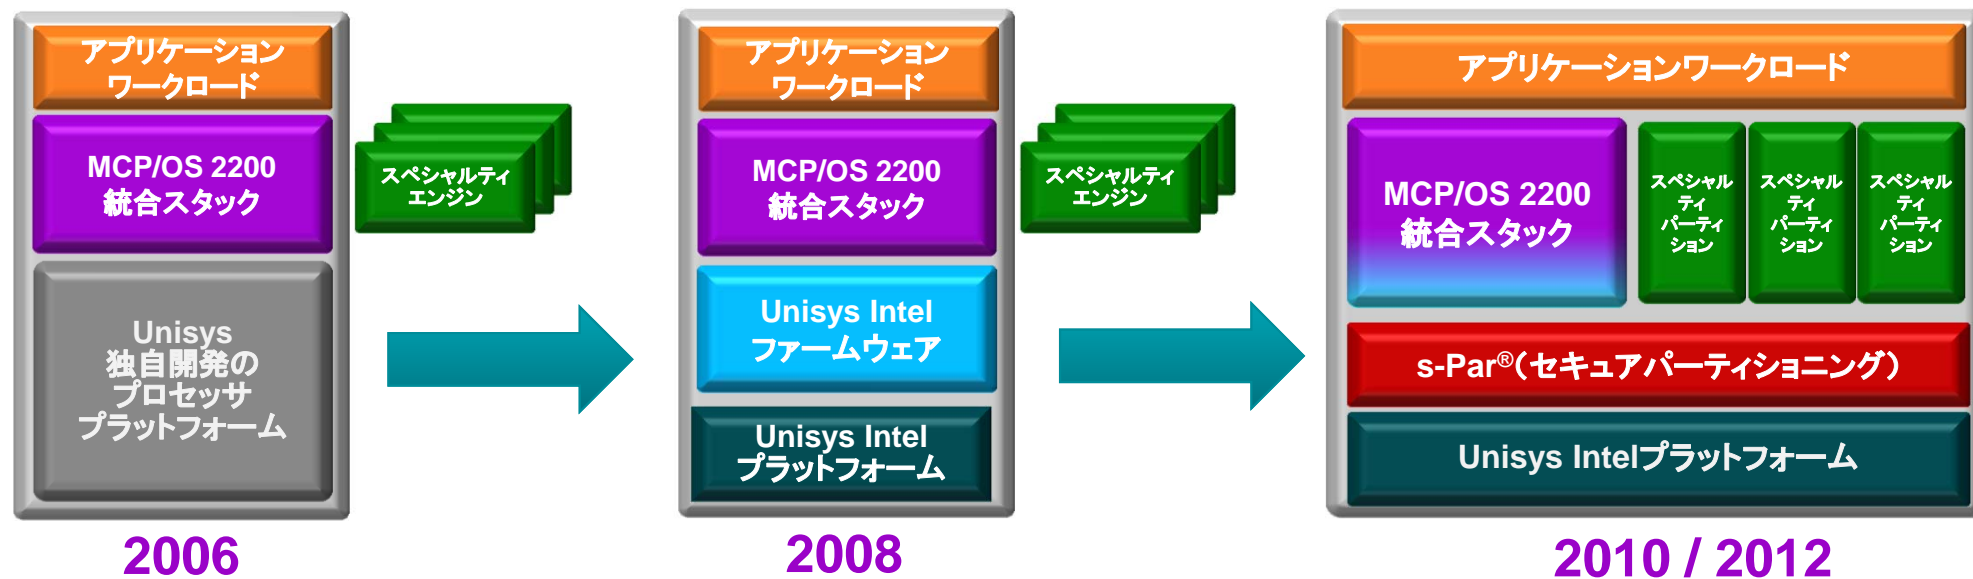 アプリケーション
ワークロード
MCP/OS 2200
統合スタック
Unisys
独自開発の
プロセッサ
プラットフォーム
2006
スペシャルティ
エンジン
アプリケーション
ワークロード
MCP/OS 2200
統合スタック
Unisys Intel
ファームウェア
Unisys Intel
プラットフォーム
2008
スペシャルティ
エンジン
アプリケーションワークロード
MCP/OS 2200
統合スタック
スペシャル
ティ
パーティ
ション
スペシャル
ティ
パーティ
ション
スペシャル
ティ
パーティ
ション
s-Par®（セキュアパーティショニング）
Unisys Intelプラットフォーム
2010 / 2012